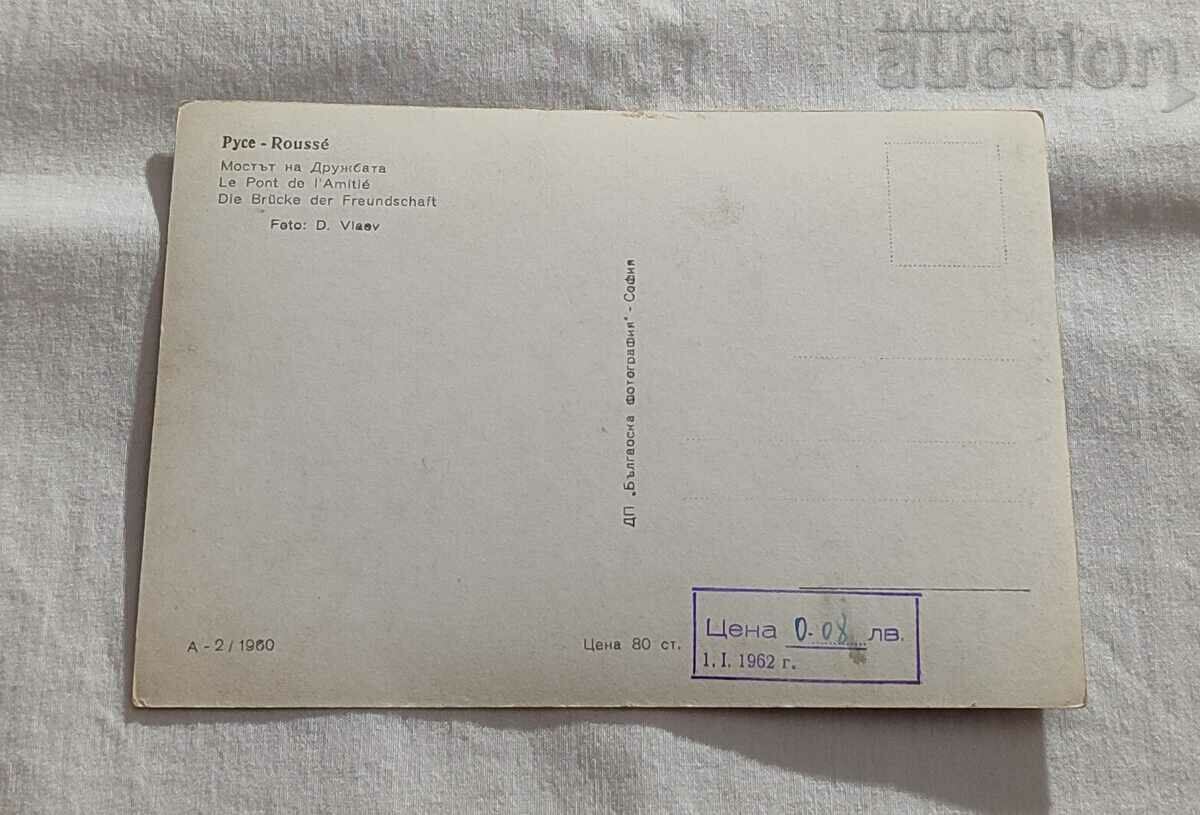 BALKAN
auction
Русе - Roussé
Мостът на Дружбата
Le Pont de l'Amitié
Die Brücke der Freundschaft
Foto: D. Vlaev
ДП „Българска фотография" - София
А - 2 / 1960
Цена 80 ст.
Цена 0-08 лв.
1. I. 1962 г.